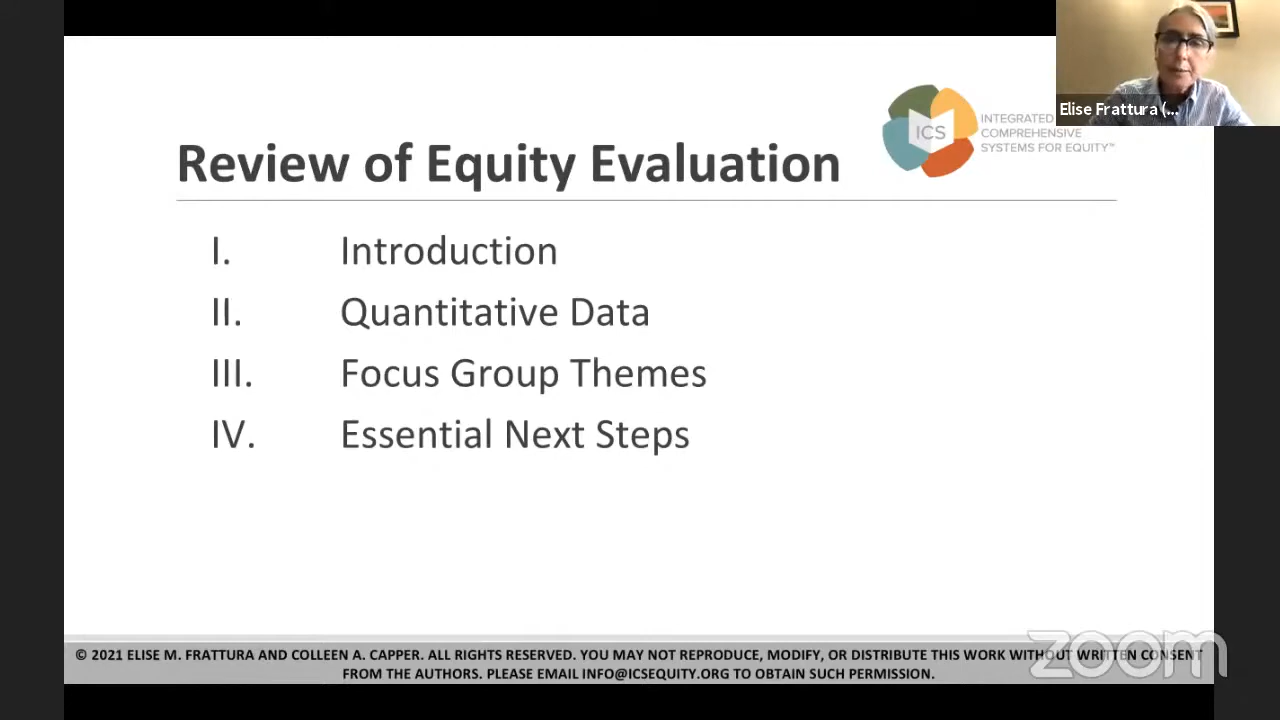 Elise Frattura (...
ICS
INTEGRATED
COMPREHENSIVE
SYSTEMS FOR EQUITY™
Review of Equity Evaluation
I. Introduction
II. Quantitative Data
III. Focus Group Themes
IV. Essential Next Steps
© 2021 ELISE M. FRATTURA AND COLLEEN A. CAPPER. ALL RIGHTS RESERVED. YOU MAY NOT REPRODUCE, MODIFY, OR DISTRIBUTE THIS WORK WITHOUT WRITTEN CONSENT
FROM THE AUTHORS. PLEASE EMAIL INFO@ICSEQUITY.ORG TO OBTAIN SUCH PERMISSION.
zoom